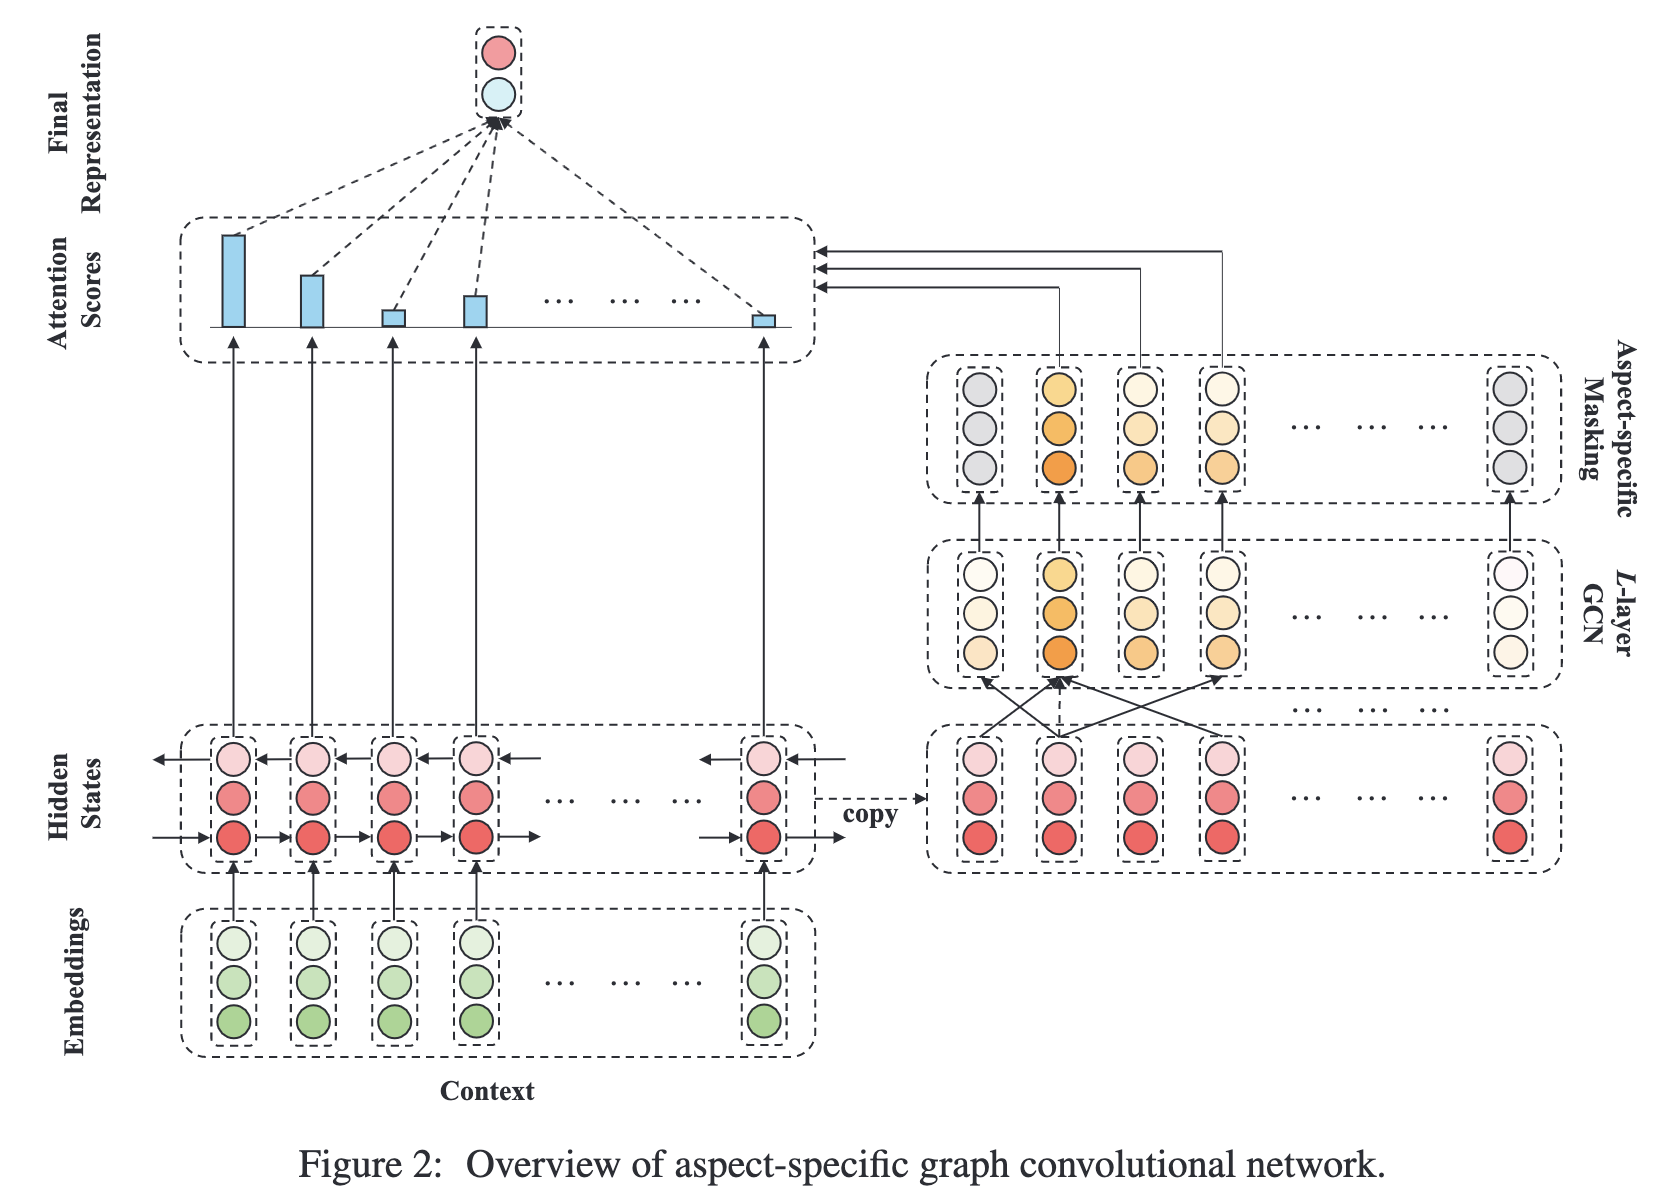 Final
Representation
Attention
Scores
Aspect-specific
Masking
L-layer
GCN
Hidden
States
copy
Embeddings
Context
... ... ...
... ... ...
... ... ...
... ... ...
... ... ...
... ... ...
... ... ...
Figure 2: Overview of aspect-specific graph convolutional network.